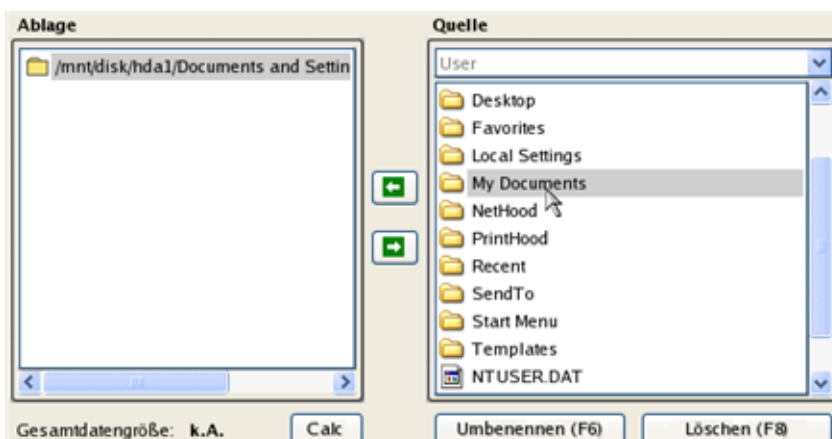 Ablage
/mnt/disk/hda1/Documents and Settin
Quelle
User
Desktop
Favorites
Local Settings
My Documents
NetHood
PrintHood
Recent
SendTo
Start Menu
Templates
NTUSER.DAT
Gesamtdatengröße: k.A.
Calc
Umbenennen (F6)
Löschen (F8)